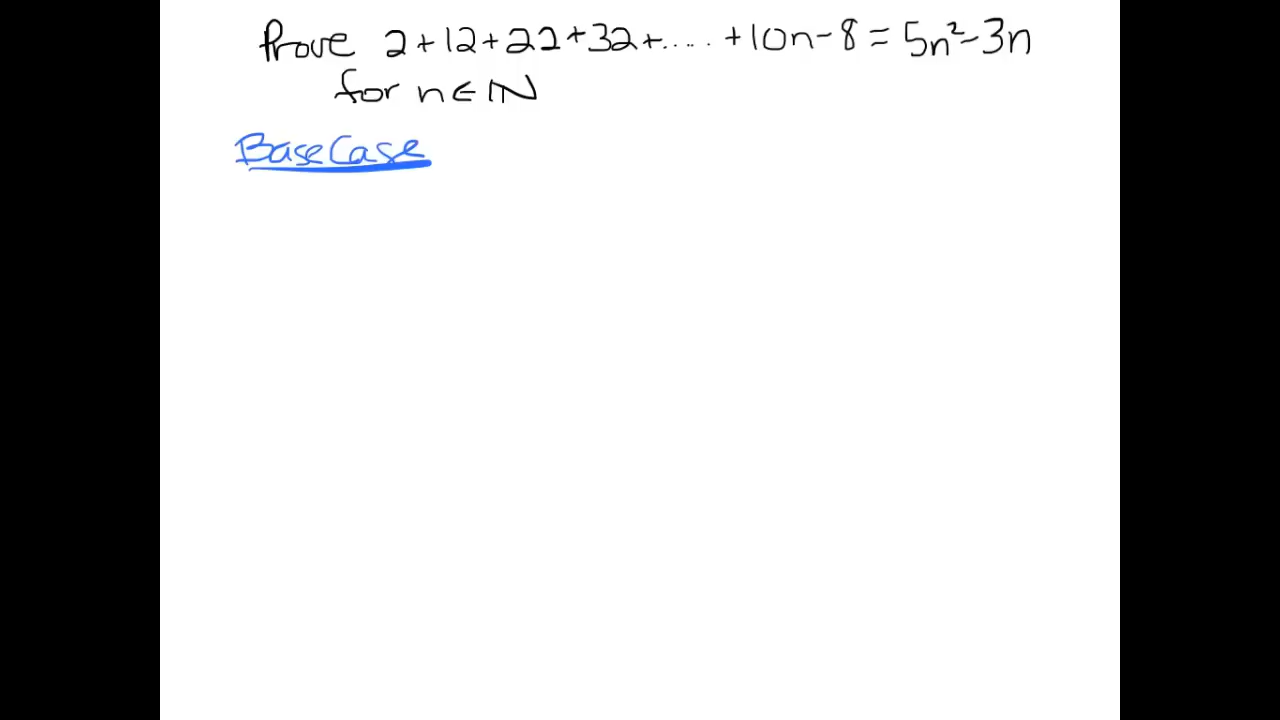 Prove 2+12+22+32+..... +10n-8 = 5n²-3n
for n∈ℕ
Base Case